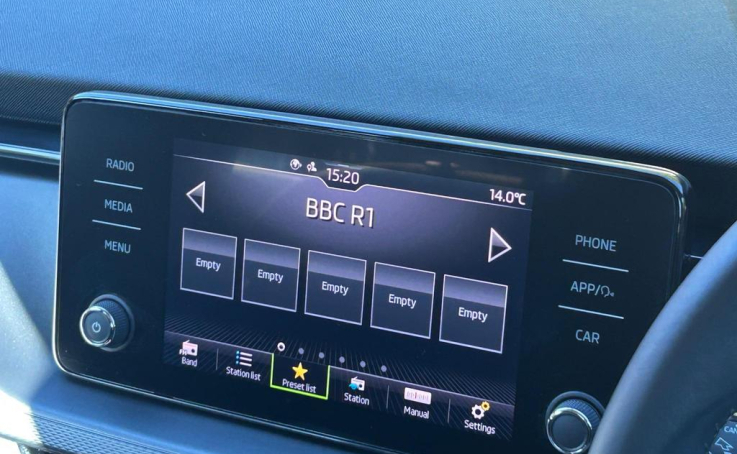 RADIO
MEDIA
MENU
15:20
14.0°C
BBC R1
Empty
Empty
Empty
Empty
Empty
FM
Band
Station list
Preset list
Station
Manual
Settings
PHONE
APP/
CAR